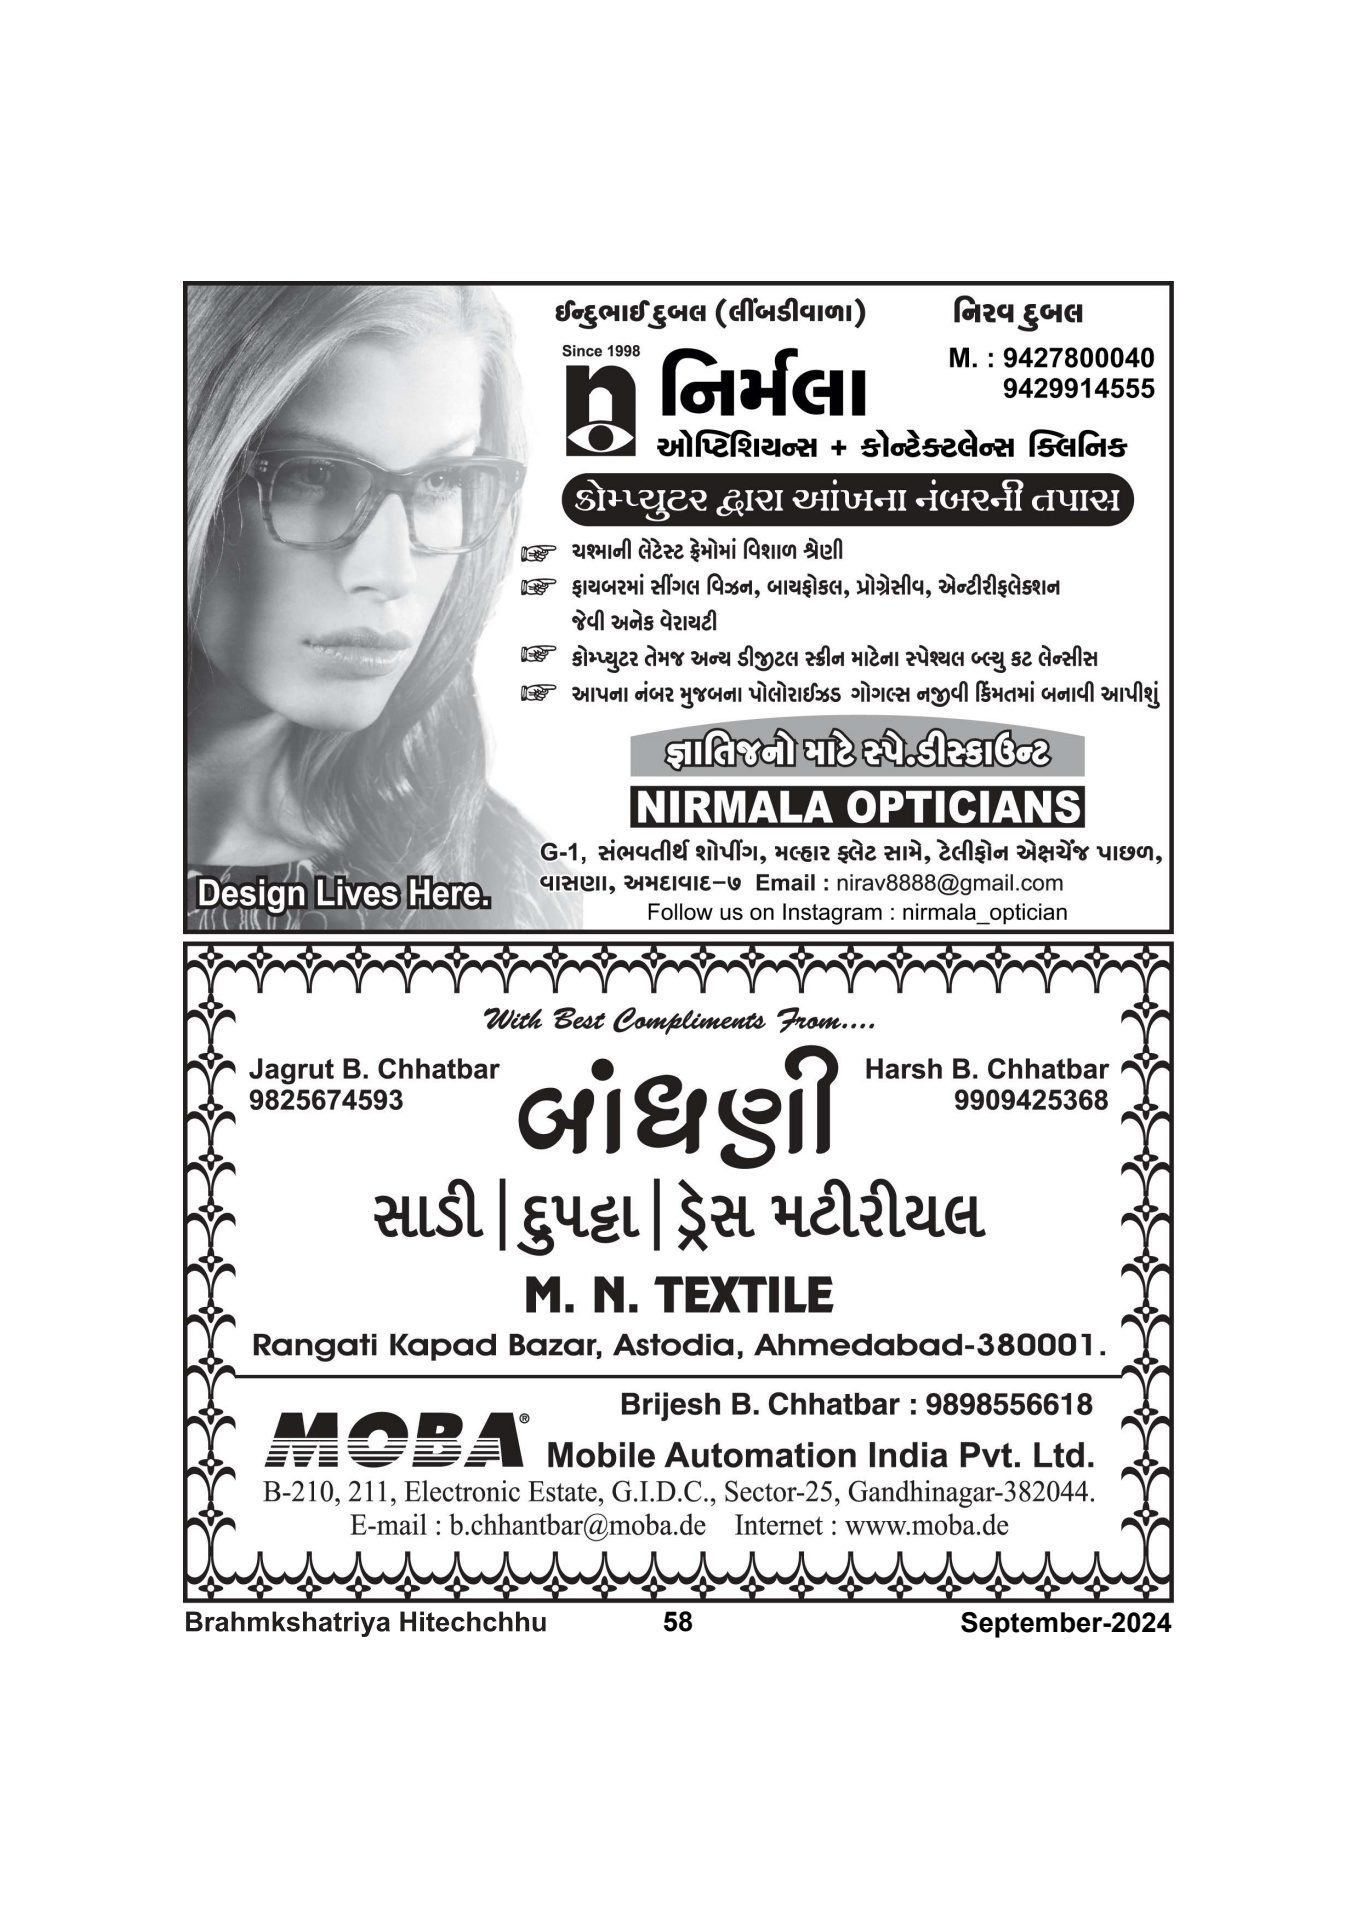 ઈન્દુભાઈ દુબલ (લીંબડીવાળા)
નિરવ દુબલ
M. : 9427800040
9429914555
Since 1998
n નિર્મલા
ઓપ્ટિશિયન્સ + કોન્ટેક્ટલેન્સ ક્લિનિક
કોમ્પ્યુટર દ્વારા આંખના નંબરની તપાસ
ચશ્માની લેટેસ્ટ ફ્રેમોમાં વિશાળ શ્રેણી
ફાયબરમાં સીંગલ વિઝન, બાયફોકલ, પ્રોગ્રેસીવ, એન્ટીરીફલેક્શન
જેવી અનેક વેરાયટી
કોમ્પ્યુટર તેમજ અન્ય ડીજીટલ સ્ક્રીન માટેના સ્પેશ્યલ બ્લ્યુ કટ લેન્સીસ
આપના નંબર મુજબના પોલોરાઈઝડ ગોગલ્સ નજીવી કિંમતમાં બનાવી આપીશું
જ્ઞાતિજનો માટે સ્પે.ડીસ્કાઉન્ટ
NIRMALA OPTICIANS
G-1, સંભવતીર્થ શોપીંગ, મલ્હાર ફ્લેટ સામે, ટેલીફોન એક્ષચેંજ પાછળ,
વાસણા, અમદાવાદ-૭ Email : nirav8888@gmail.com
Follow us on Instagram : nirmala_optician
Design Lives Here.
With Best Compliments From....
Jagrut B. Chhatbar
9825674593
બાંધણી
Harsh B. Chhatbar
9909425368
સાડી | દુપટ્ટા | ડ્રેસ મટીરીયલ
M. N. TEXTILE
Rangati Kapad Bazar, Astodia, Ahmedabad-380001.
Brijesh B. Chhatbar : 9898556618
MOBA® Mobile Automation India Pvt. Ltd.
B-210, 211, Electronic Estate, G.I.D.C., Sector-25, Gandhinagar-382044.
E-mail : b.chhantbar@moba.de Internet : www.moba.de
Brahmkshatriya Hitechchhu 58 September-2024